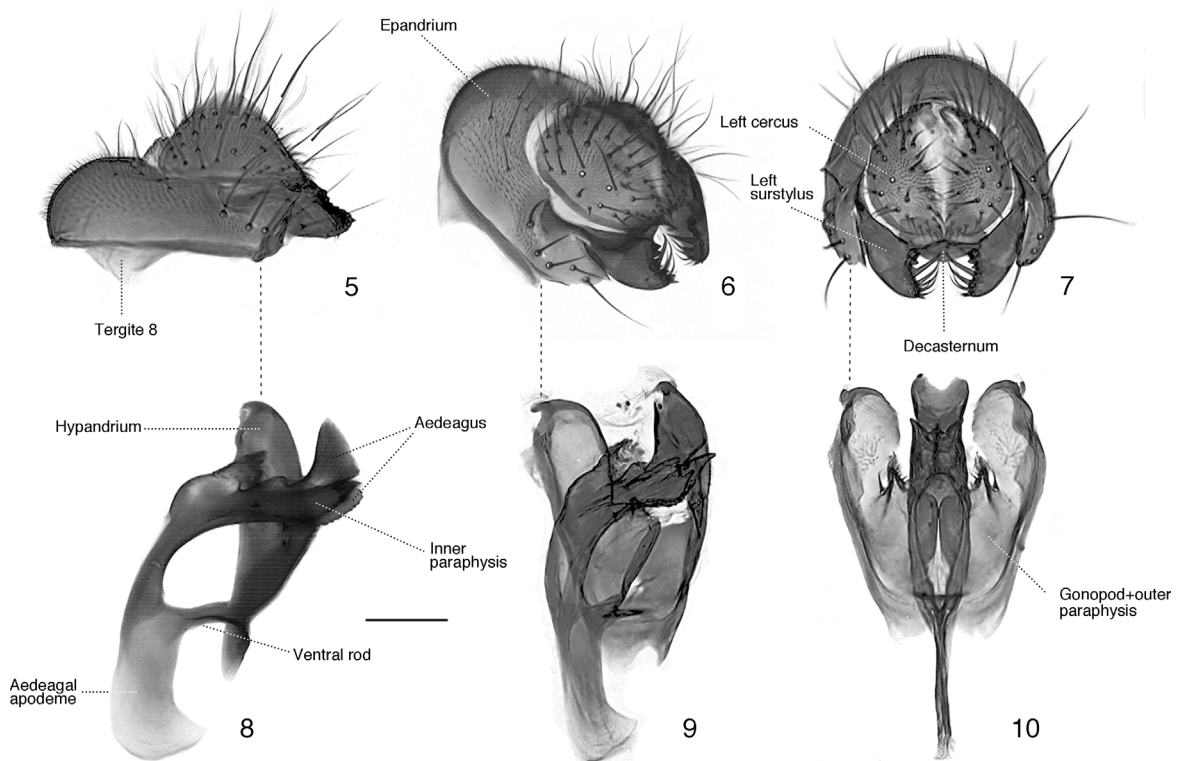 Epandrium
Left cercus
Left
surstylus
5
6
7
Tergite 8
Decasternum
Hypandrium
Aedeagus
Inner
paraphysis
Gonopod+outer
paraphysis
Ventral rod
Aedeagal
apodeme
8
9
10